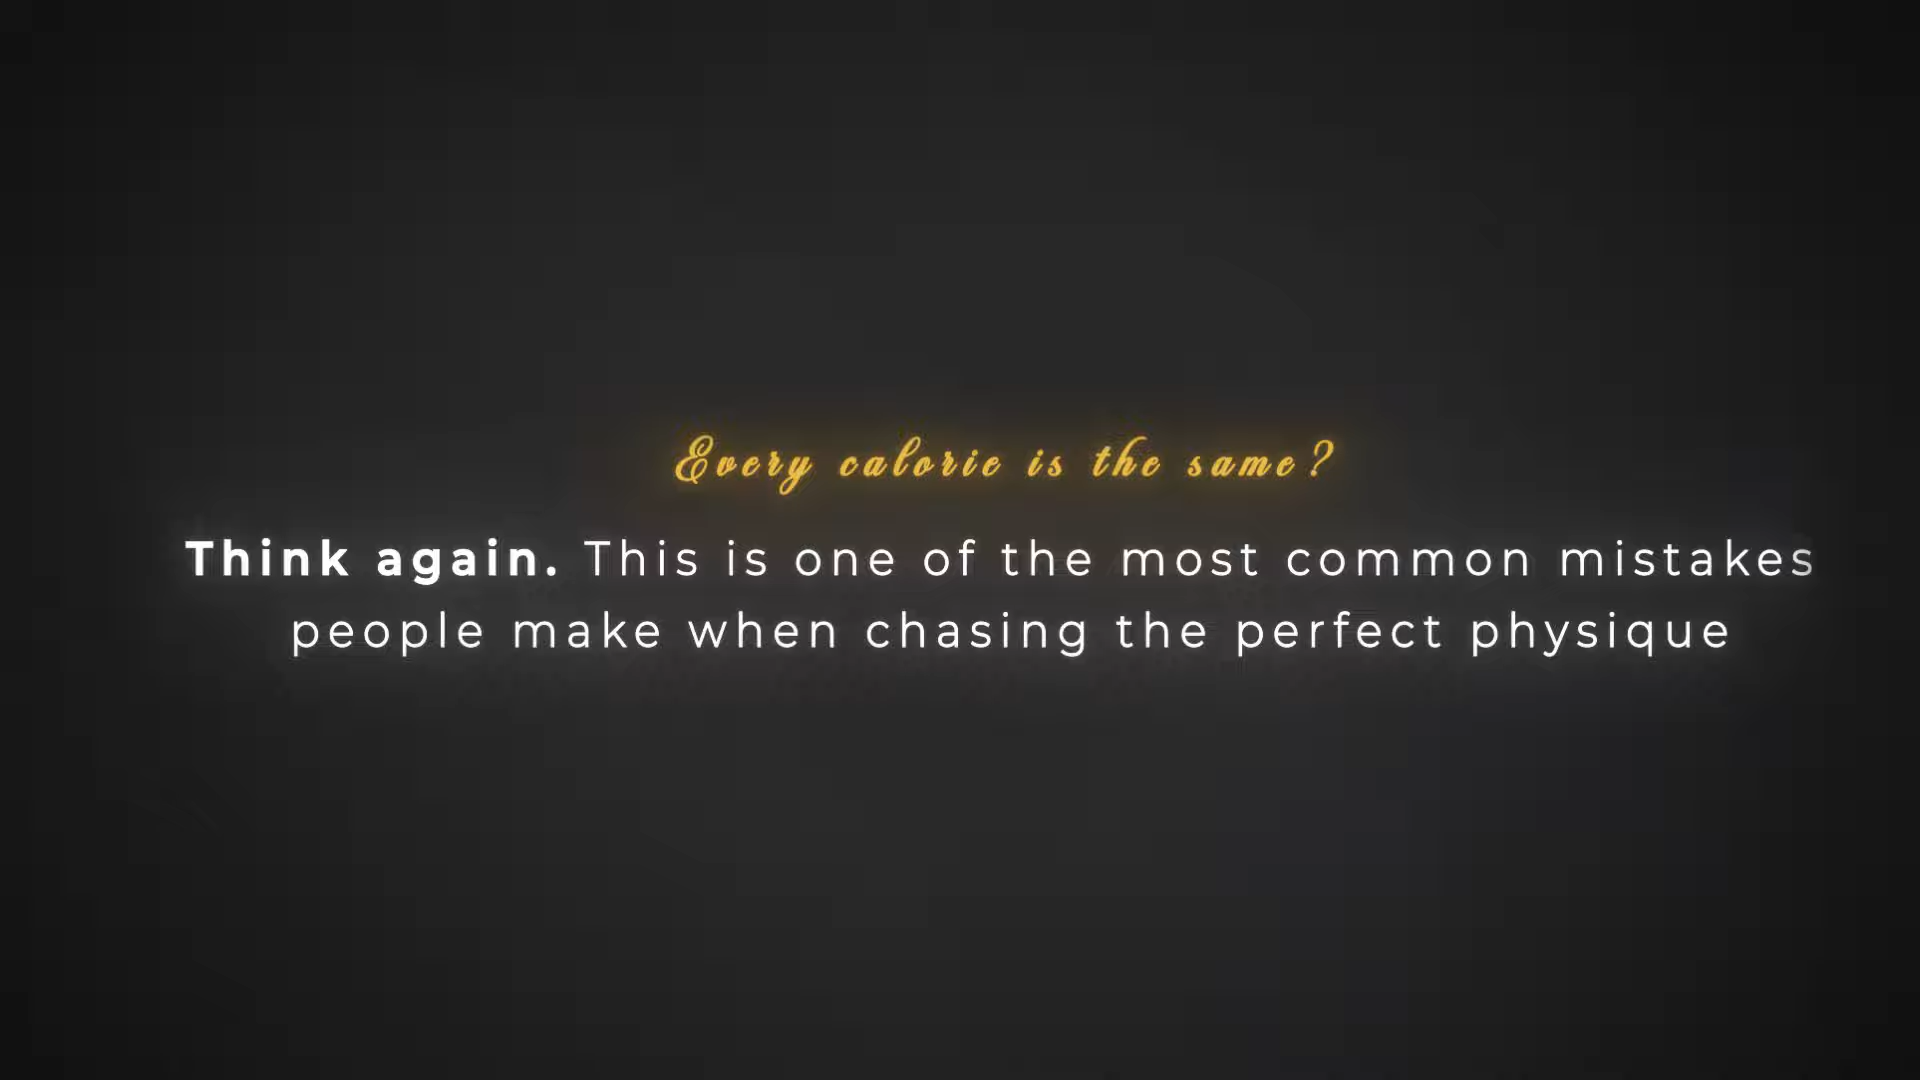 Every calorie is the same?
Think again. This is one of the most common mistakes
people make when chasing the perfect physique